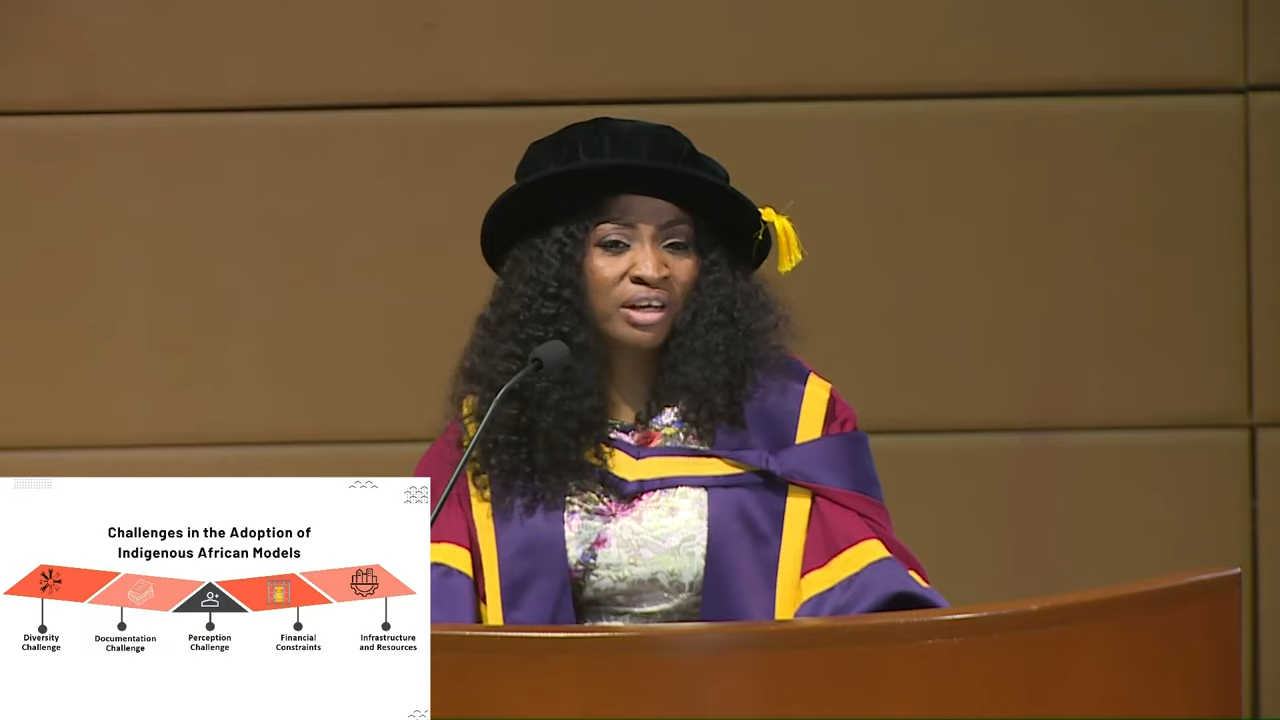 Challenges in the Adoption of
Indigenous African Models
Diversity
Challenge
Documentation
Challenge
Perception
Challenge
Financial
Constraints
Infrastructure
and Resources